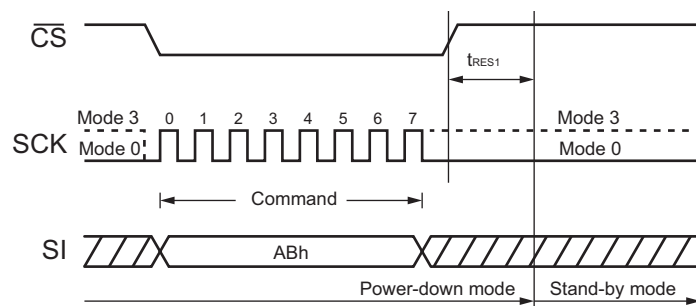 CS
tRES1
Mode 3 0 1 2 3 4 5 6 7 Mode 3
SCK
Mode 0 Mode 0
Command
SI ABh
Power-down mode Stand-by mode